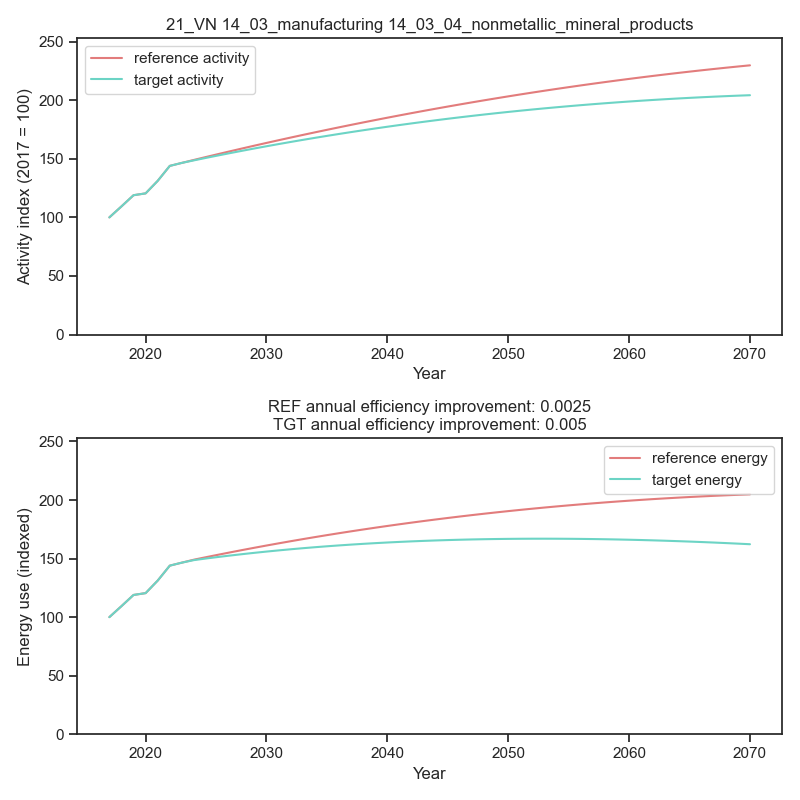 21_VN 14_03_manufacturing 14_03_04_nonmetallic_mineral_products
250
200
150
100
50
0
Activity index (2017 = 100)
reference activity
target activity
2020 2030 2040 2050 2060 2070
Year
REF annual efficiency improvement: 0.0025
TGT annual efficiency improvement: 0.005
250
200
150
100
50
0
Energy use (indexed)
reference energy
target energy
2020 2030 2040 2050 2060 2070
Year